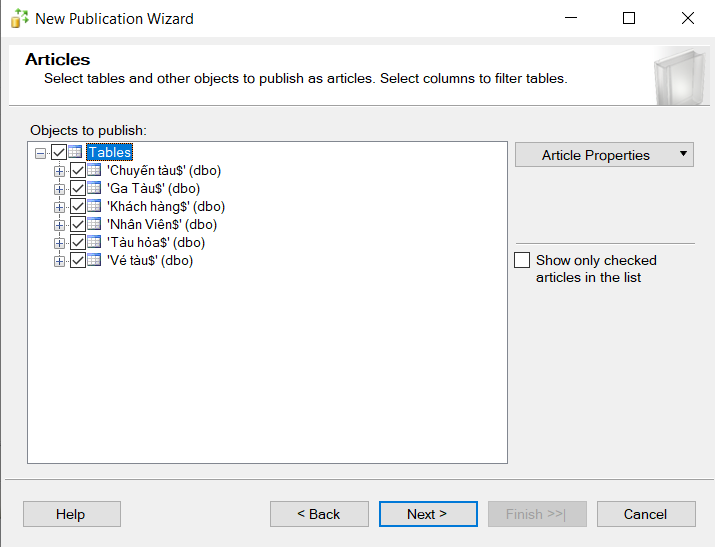 New Publication Wizard
Articles
Select tables and other objects to publish as articles. Select columns to filter tables.
Objects to publish:
Tables
'Chuyến tàu$' (dbo)
'Ga Tàu$' (dbo)
'Khách hàng$' (dbo)
'Nhân Viên$' (dbo)
'Tàu hỏa$' (dbo)
'Vé tàu$' (dbo)
Article Properties
Show only checked
articles in the list
Help
< Back
Next >
Finish >>|
Cancel